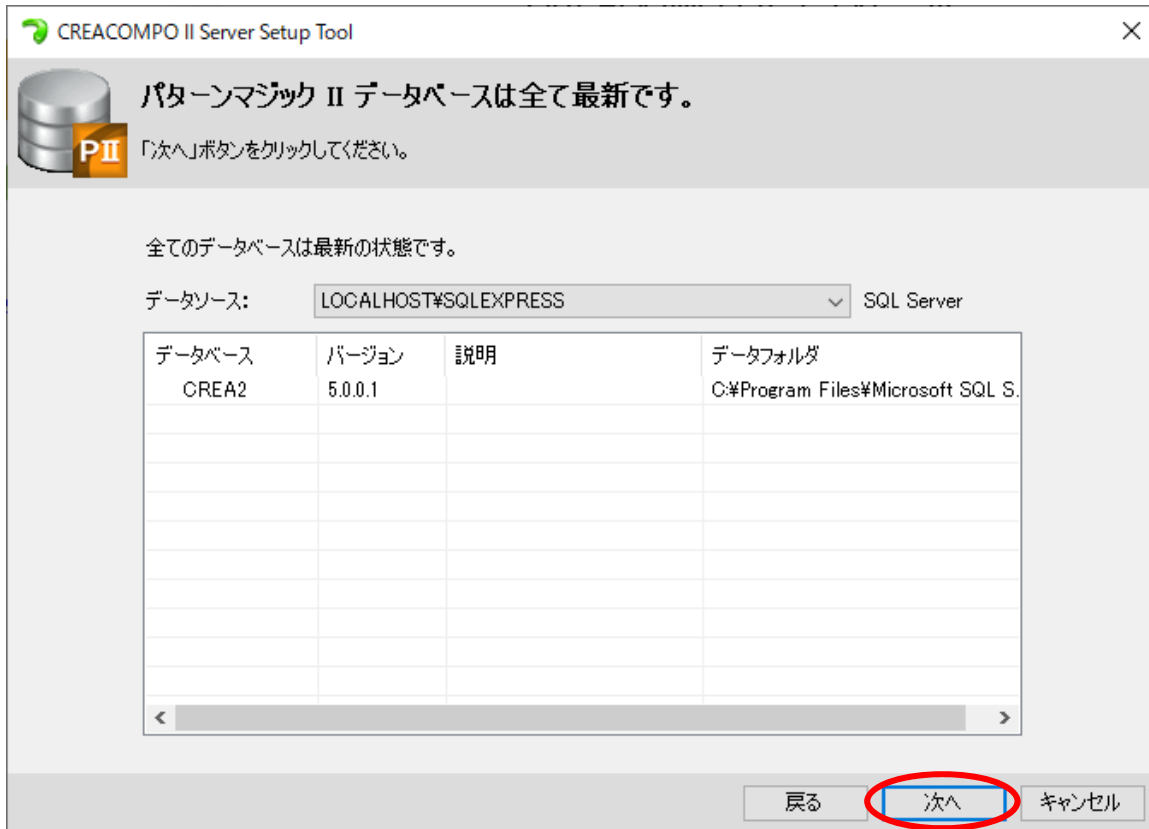 CREACOMPO II Server Setup Tool
パターンマジック II データベースは全て最新です。
PII
「次へ」ボタンをクリックしてください。
全てのデータベースは最新の状態です。
データソース: LOCALHOST¥SQLEXPRESS SQL Server
データベース バージョン 説明 データフォルダ
CREA2 5.0.0.1 C:¥Program Files¥Microsoft SQL S.
戻る 次へ キャンセル